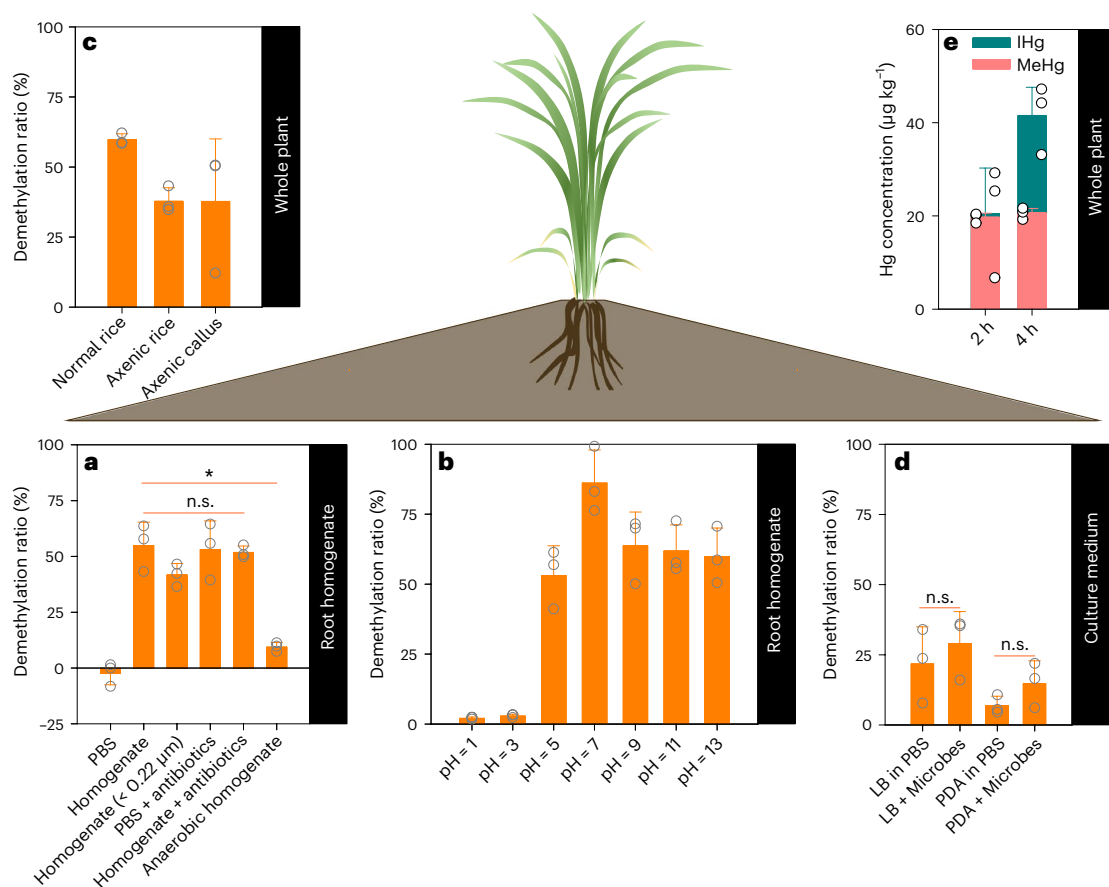 c
Demethylation ratio (%)
100
75
50
25
0
Normal rice
Axenic rice
Axenic callus
Whole plant
e
IHg
MeHg
Hg concentration (µg kg⁻¹)
60
40
20
0
2 h
4 h
Whole plant
a
Demethylation ratio (%)
100
75
50
25
0
−25
*
n.s.
PBS
Homogenate
Homogenate (< 0.22 µm)
PBS + antibiotics
Homogenate + antibiotics
Anaerobic homogenate
Root homogenate
b
Demethylation ratio (%)
100
75
50
25
0
pH = 1
pH = 3
pH = 5
pH = 7
pH = 9
pH = 11
pH = 13
Root homogenate
d
Demethylation ratio (%)
100
75
50
25
0
n.s.
n.s.
LB in PBS
LB + Microbes
PDA in PBS
PDA + Microbes
Culture medium